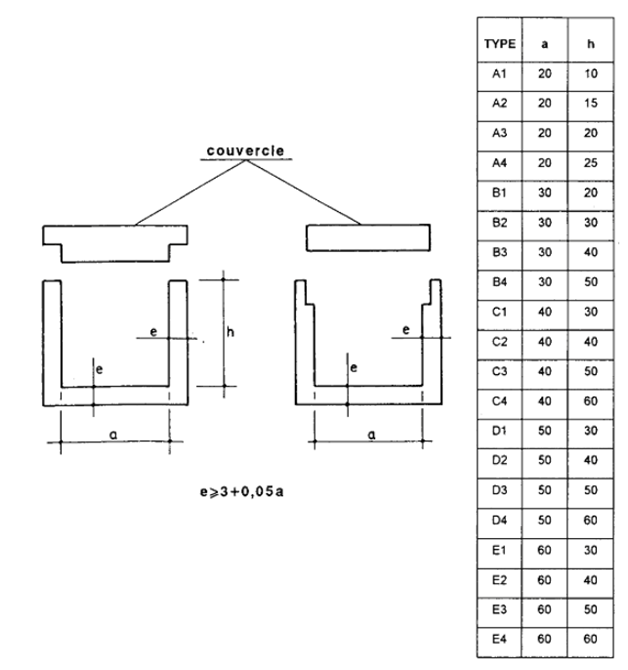 couvercle
e
h
e
a
e
e
a
e⩾3+0,05a
TYPE a h
A1 20 10
A2 20 15
A3 20 20
A4 20 25
B1 30 20
B2 30 30
B3 30 40
B4 30 50
C1 40 30
C2 40 40
C3 40 50
C4 40 60
D1 50 30
D2 50 40
D3 50 50
D4 50 60
E1 60 30
E2 60 40
E3 60 50
E4 60 60